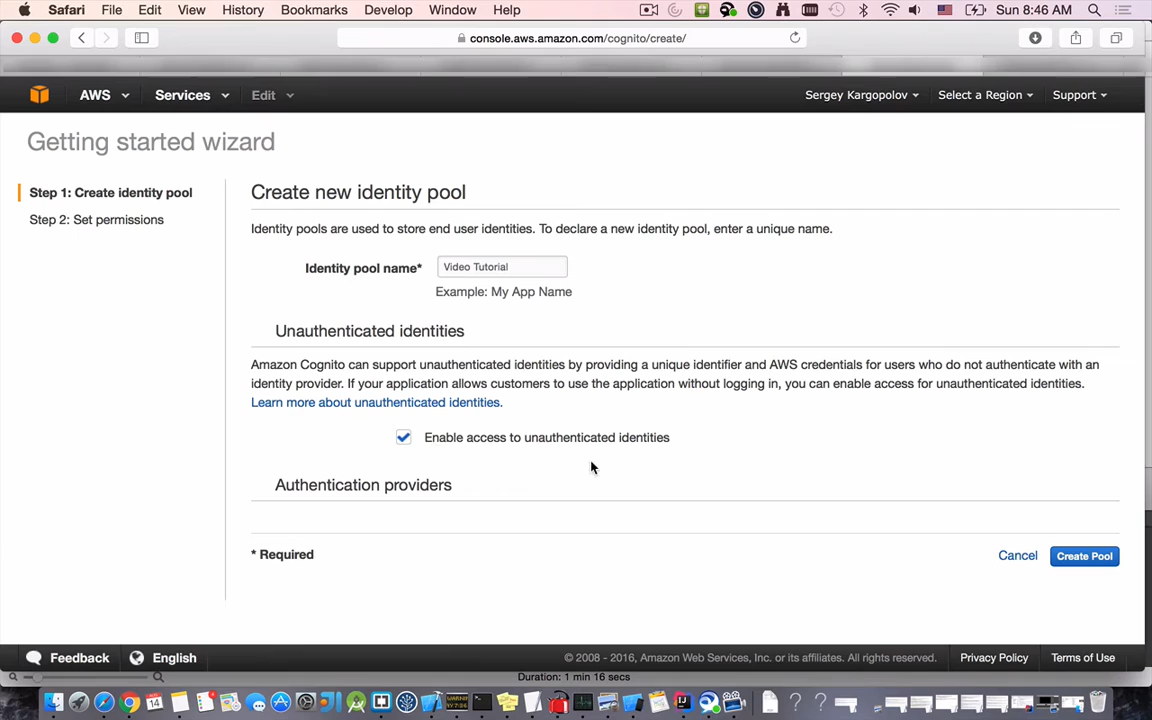 Safari File Edit View History Bookmarks Develop Window Help Sun 8:46 AM
console.aws.amazon.com/cognito/create/
AWS Services Edit Sergey Kargopolov Select a Region Support
Getting started wizard
Step 1: Create identity pool
Step 2: Set permissions
Create new identity pool
Identity pools are used to store end user identities. To declare a new identity pool, enter a unique name.
Identity pool name* Video Tutorial
Example: My App Name
Unauthenticated identities
Amazon Cognito can support unauthenticated identities by providing a unique identifier and AWS credentials for users who do not authenticate with an
identity provider. If your application allows customers to use the application without logging in, you can enable access for unauthenticated identities.
Learn more about unauthenticated identities.
Enable access to unauthenticated identities
Authentication providers
* Required Cancel Create Pool
Feedback English © 2008 - 2016, Amazon Web Services, Inc. or its affiliates. All rights reserved. Privacy Policy Terms of Use
Duration: 1 min 16 secs
14